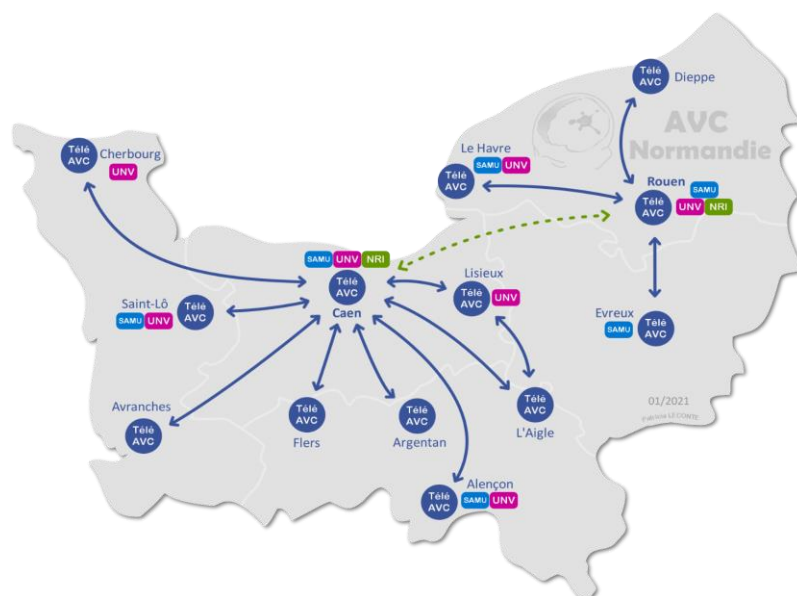 Télé
AVC
Dieppe
AVC
Normandie
Télé
AVC
Cherbourg
UNV
Le Havre
SAMU UNV
Télé
AVC
Rouen
SAMU
Télé
AVC
UNV NRI
SAMU UNV NRI
Télé
AVC
Caen
Lisieux
Télé
AVC
UNV
Saint-Lô
SAMU UNV
Télé
AVC
Evreux
SAMU
Télé
AVC
Avranches
Télé
AVC
Télé
AVC
Flers
Télé
AVC
Argentan
Télé
AVC
L'Aigle
01/2021
Patricia LECONTE
Alençon
Télé
AVC
SAMU UNV